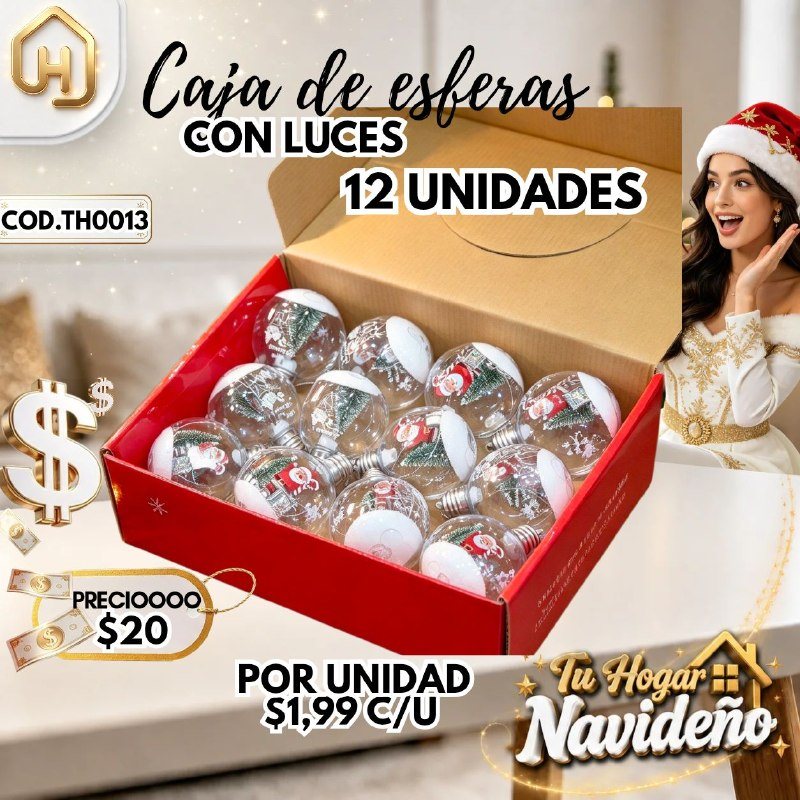 H
Caja de esferas
CON LUCES
12 UNIDADES
COD.TH0013
$
$
PRECIOOOO
$20
POR UNIDAD
$1,99 C/U
Tu Hogar
Navideño